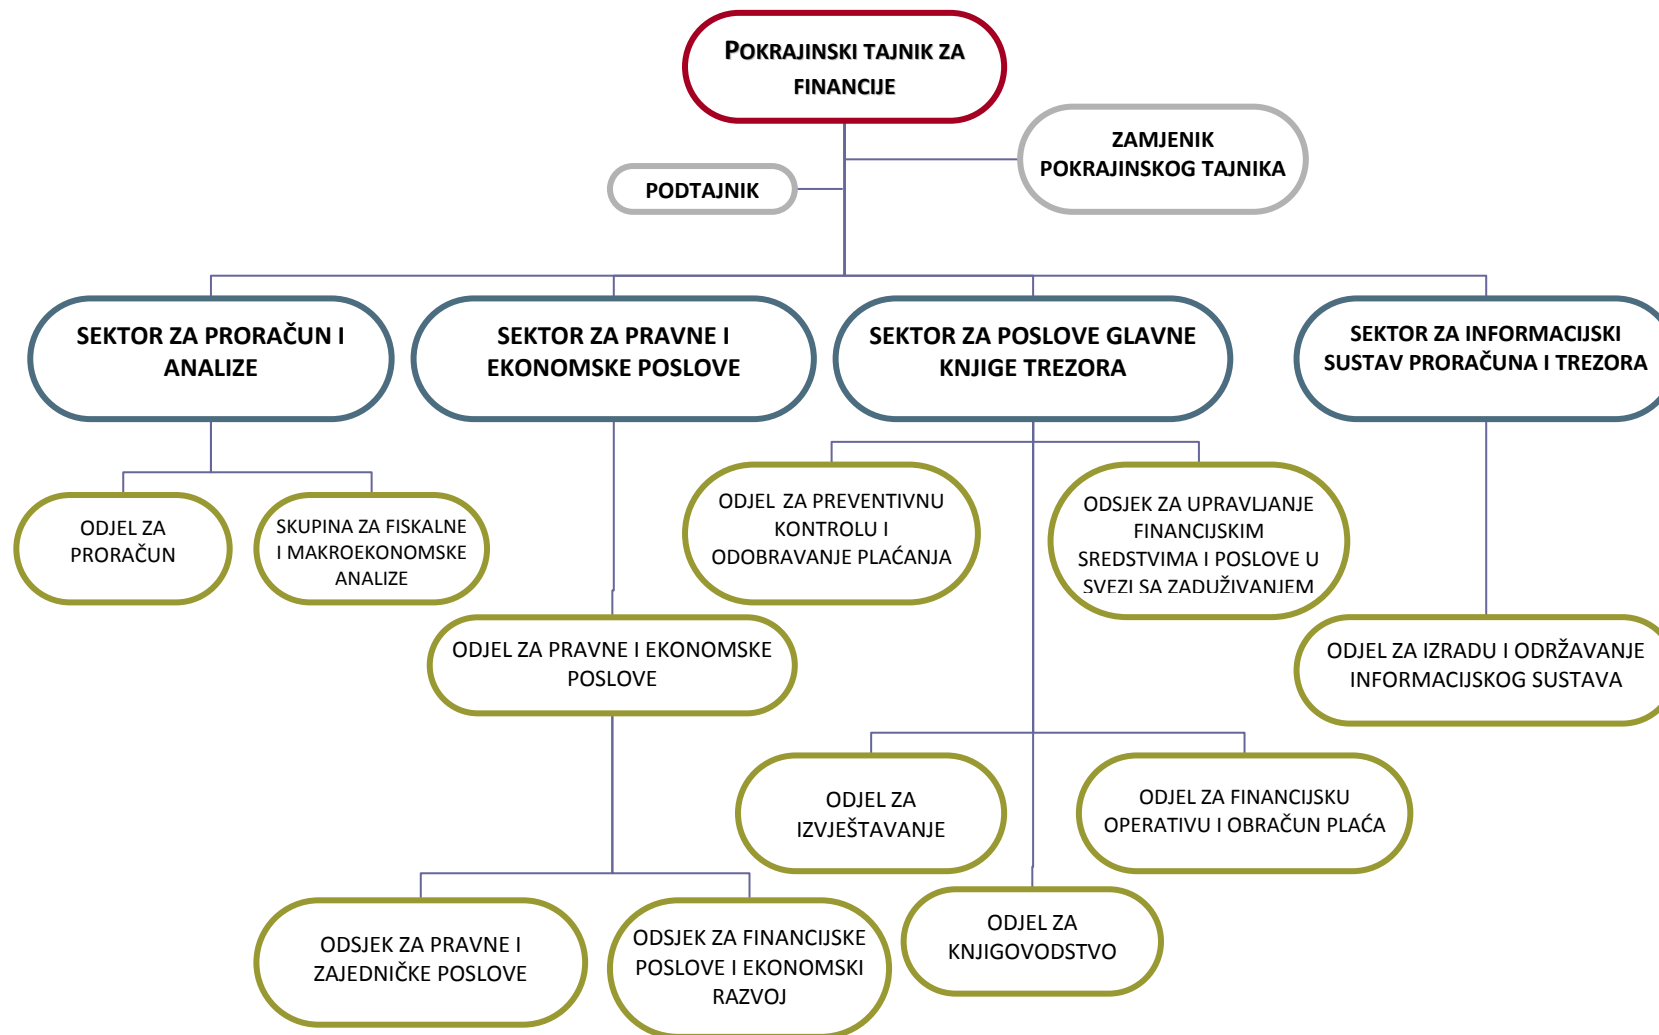 POKRAJINSKI TAJNIK ZA
FINANCIJE
ZAMJENIK
POKRAJINSKOG TAJNIKA
PODTAJNIK
SEKTOR ZA PRORAČUN I
ANALIZE
SEKTOR ZA PRAVNE I
EKONOMSKE POSLOVE
SEKTOR ZA POSLOVE GLAVNE
KNJIGE TREZORA
SEKTOR ZA INFORMACIJSKI
SUSTAV PRORAČUNA I TREZORA
ODJEL ZA
PRORAČUN
SKUPINA ZA FISKALNE
I MAKROEKONOMSKE
ANALIZE
ODJEL ZA PREVENTIVNU
KONTROLU I
ODOBRAVANJE PLAĆANJA
ODSJEK ZA UPRAVLJANJE
FINANCIJSKIM
SREDSTVIMA I POSLOVE U
SVEZI SA ZADUŽIVANJEM
ODJEL ZA PRAVNE I EKONOMSKE
POSLOVE
ODJEL ZA IZRADU I ODRŽAVANJE
INFORMACIJSKOG SUSTAVA
ODJEL ZA
IZVJEŠTAVANJE
ODJEL ZA FINANCIJSKU
OPERATIVU I OBRAČUN PLAĆA
ODSJEK ZA PRAVNE I
ZAJEDNIČKE POSLOVE
ODSJEK ZA FINANCIJSKE
POSLOVE I EKONOMSKI
RAZVOJ
ODJEL ZA
KNJIGOVODSTVO